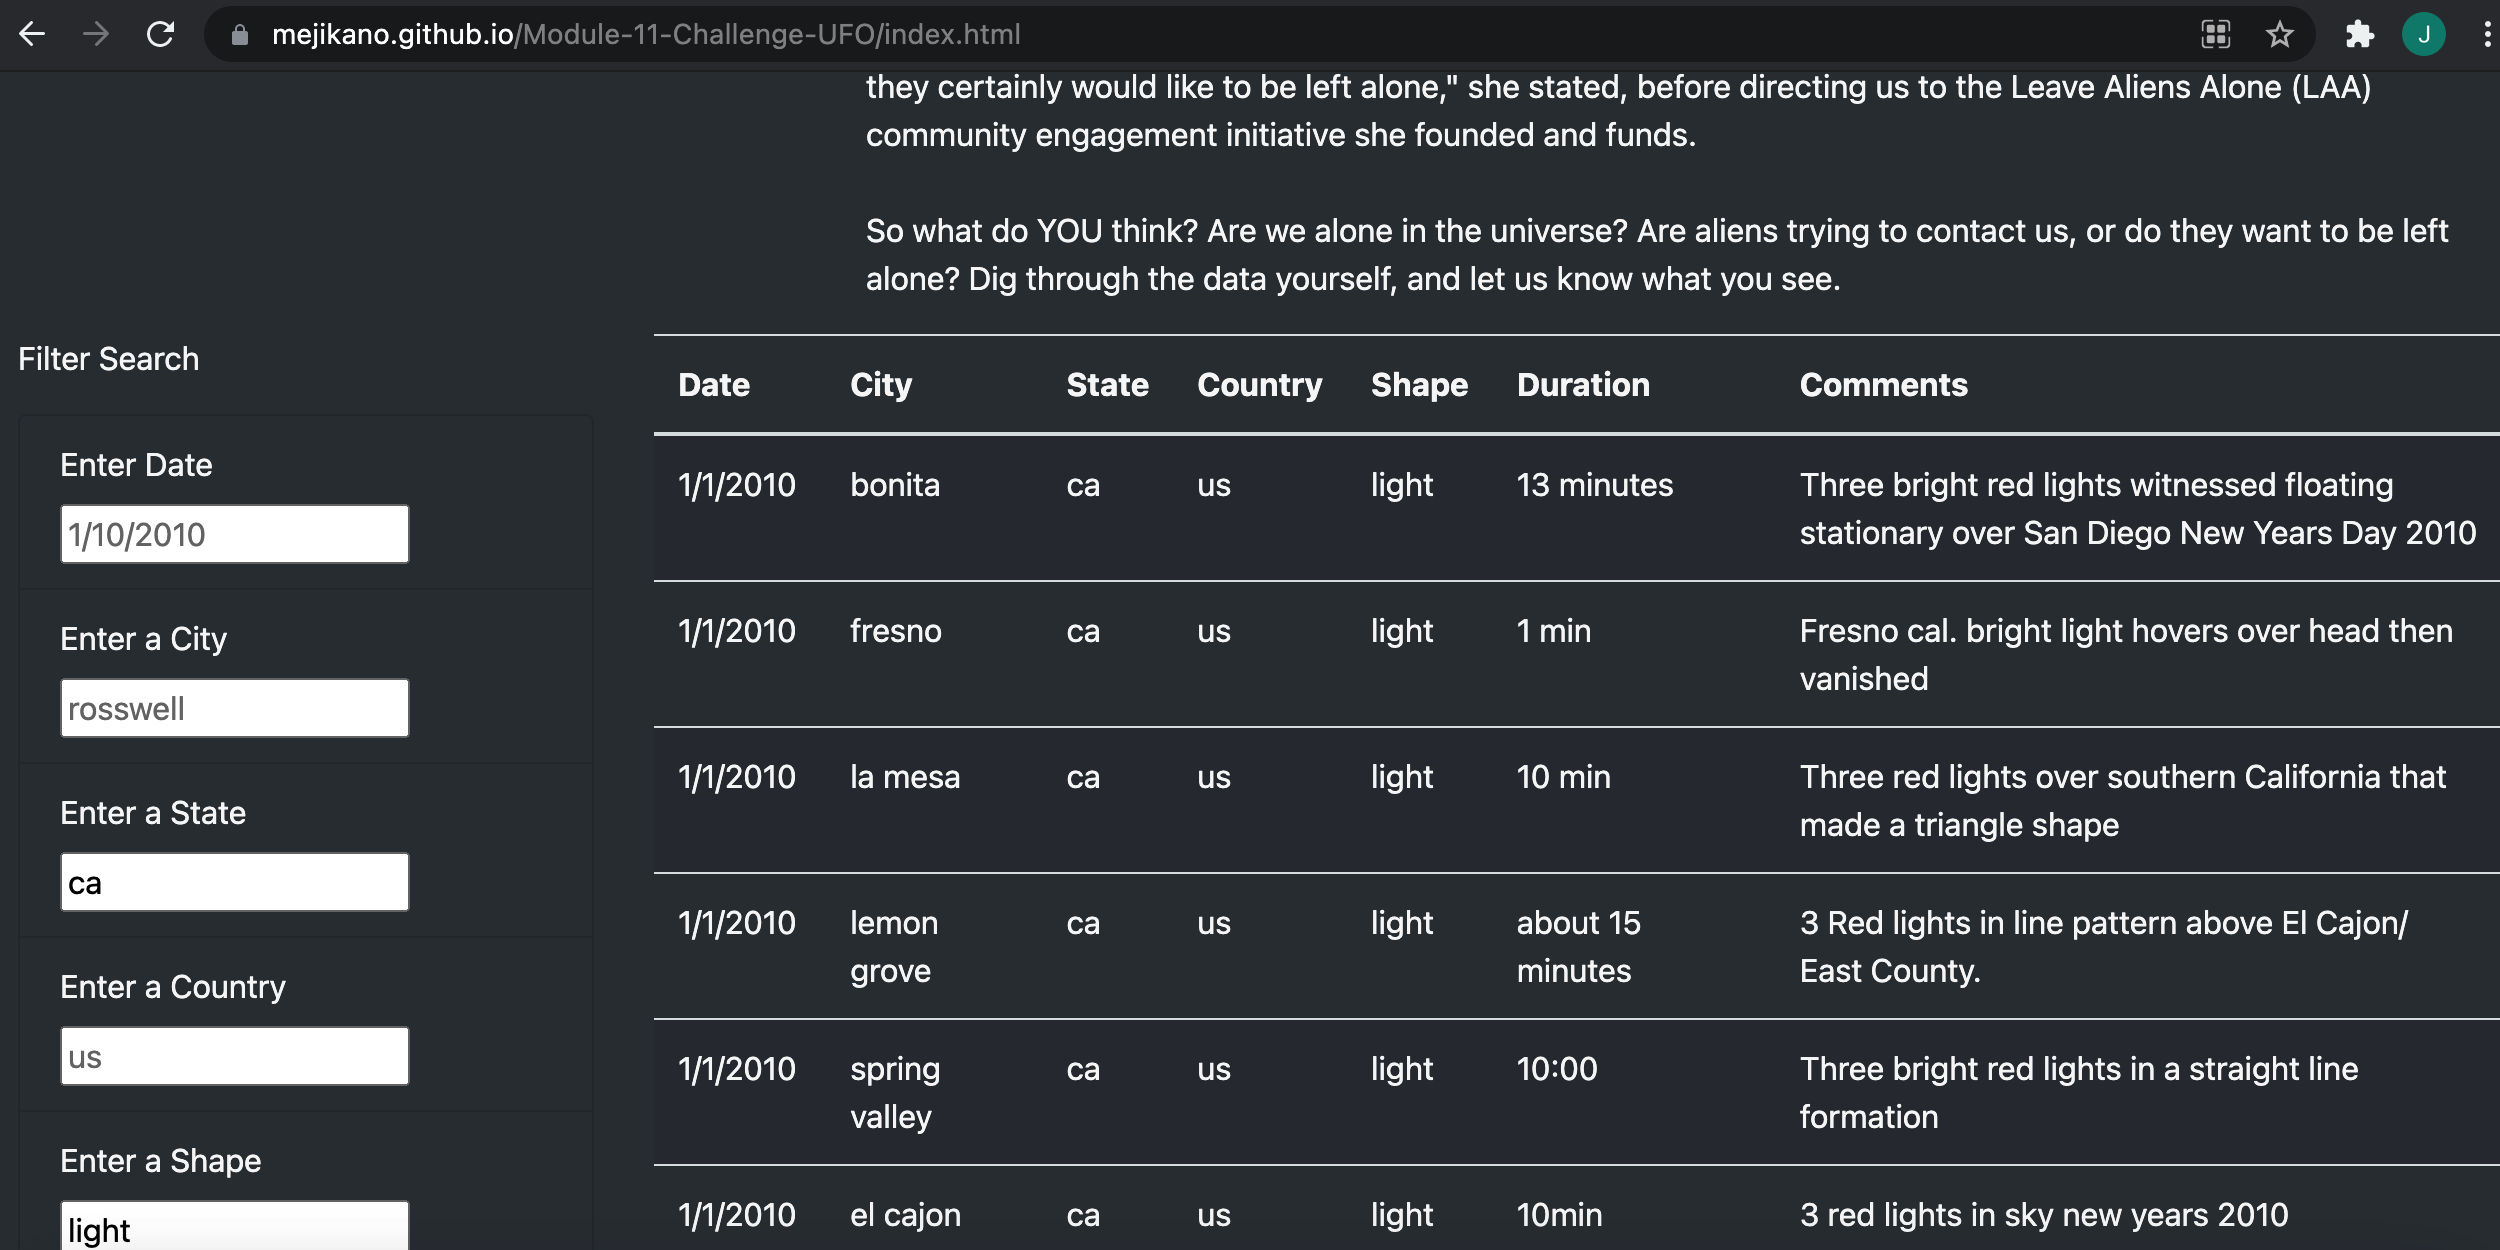 mejikano.github.io/Module-11-Challenge-UFO/index.html
J
they certainly would like to be left alone," she stated, before directing us to the Leave Aliens Alone (LAA)
community engagement initiative she founded and funds.
So what do YOU think? Are we alone in the universe? Are aliens trying to contact us, or do they want to be left
alone? Dig through the data yourself, and let us know what you see.
Filter Search
Enter Date
1/10/2010
Enter a City
rosswell
Enter a State
ca
Enter a Country
us
Enter a Shape
light
Date City State Country Shape Duration Comments
1/1/2010 bonita ca us light 13 minutes Three bright red lights witnessed floating
stationary over San Diego New Years Day 2010
1/1/2010 fresno ca us light 1 min Fresno cal. bright light hovers over head then
vanished
1/1/2010 la mesa ca us light 10 min Three red lights over southern California that
made a triangle shape
1/1/2010 lemon ca us light about 15 3 Red lights in line pattern above El Cajon/
grove minutes East County.
1/1/2010 spring ca us light 10:00 Three bright red lights in a straight line
valley formation
1/1/2010 el cajon ca us light 10min 3 red lights in sky new years 2010